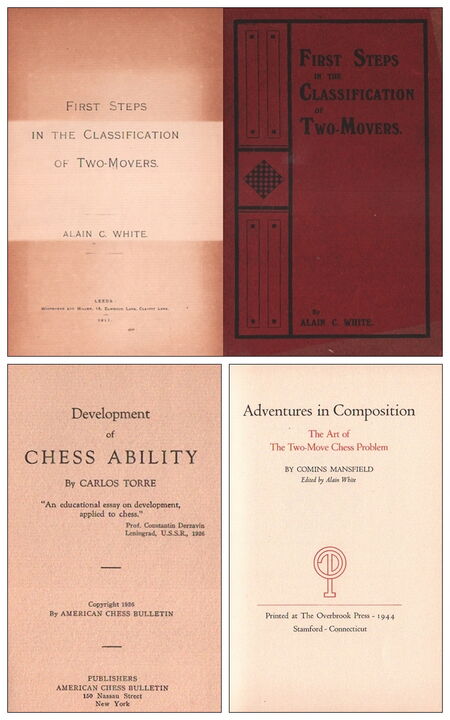 FIRST STEPS
IN THE CLASSIFICATION
OF TWO-MOVERS.
ALAIN C. WHITE.
LEEDS:
1911.
FIRST STEPS
IN THE
CLASSIFICATION
OF
TWO-MOVERS.
By
ALAIN C. WHITE.
Development
of
CHESS ABILITY
By CARLOS TORRE
"An educational essay on development,
applied to chess."
Prof. Constantin Derzavin
Leningrad, U.S.S.R., 1926
Copyright 1926
By AMERICAN CHESS BULLETIN
PUBLISHERS
AMERICAN CHESS BULLETIN
150 Nassau Street
New York
Adventures in Composition
The Art of
The Two-Move Chess Problem
BY COMINS MANSFIELD
Edited by Alain White
Printed at The Overbrook Press - 1944
Stamford - Connecticut